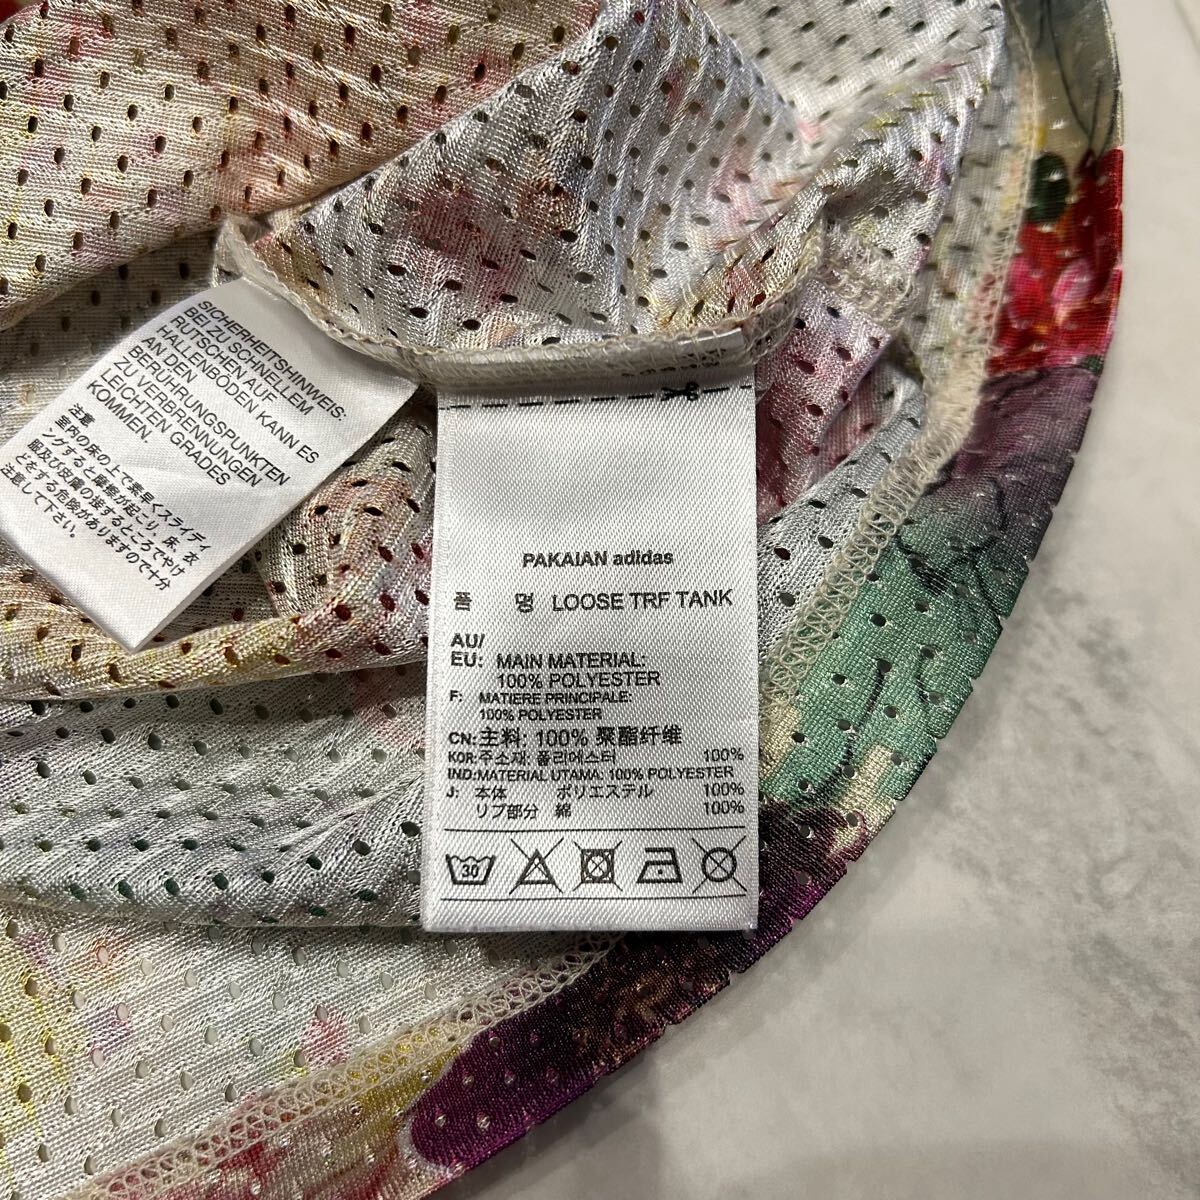 SICHERHEITSHINWEIS:
BEI ZU SCHNELLEM
RUTSCHEN AUF
HALLENBODEN KANN ES
AN DEN
BERÜHRUNGSPUNKTEN
ZU VERBRENNUNGEN
LEICHTEN GRADES
KOMMEN.
注意
室内の床の上で素早くスライディ
ングすると摩擦が起こり、床、衣
服及び皮膚の接するところでやけ
どをする危険がありますので十分
注意して下さい。
PAKAIAN adidas
품 명 LOOSE TRF TANK
AU/
EU: MAIN MATERIAL:
100% POLYESTER
F: MATIERE PRINCIPALE:
100% POLYESTER
CN: 主料: 100% 聚酯纤维
KOR: 주소재: 폴리에스터 100%
IND: MATERIAL UTAMA: 100% POLYESTER
J: 本体 ポリエステル 100%
リブ部分 綿 100%
30